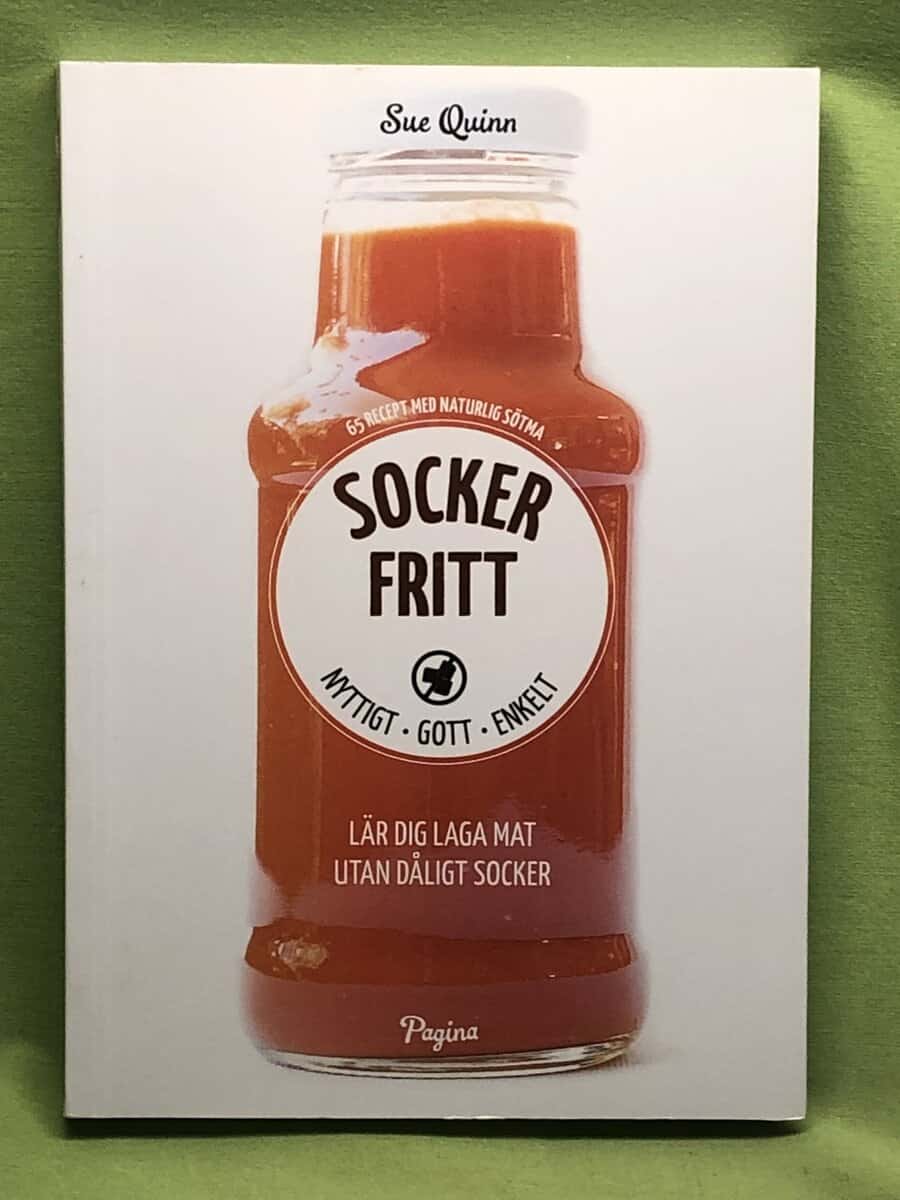 Sue Quinn
65 RECEPT MED NATURLIG SÖTMA
SOCKER
FRITT
NYTTIGT · GOTT · ENKELT
LÄR DIG LAGA MAT
UTAN DÅLIGT SOCKER
Pagina